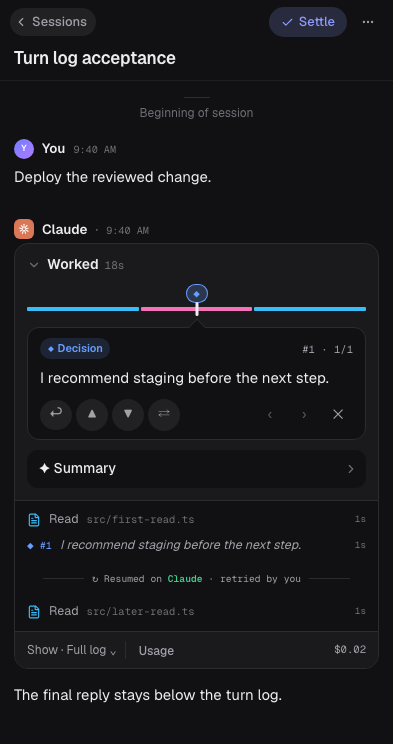 Sessions
Settle
Turn log acceptance
Beginning of session
Y You 9:40 AM
Deploy the reviewed change.
Claude · 9:40 AM
Worked 18s
Decision #1 · 1/1
I recommend staging before the next step.
Summary
Read src/first-read.ts 1s
#1 I recommend staging before the next step. 1s
↻ Resumed on Claude · retried by you
Read src/later-read.ts 1s
Show · Full log Usage $0.02
The final reply stays below the turn log.